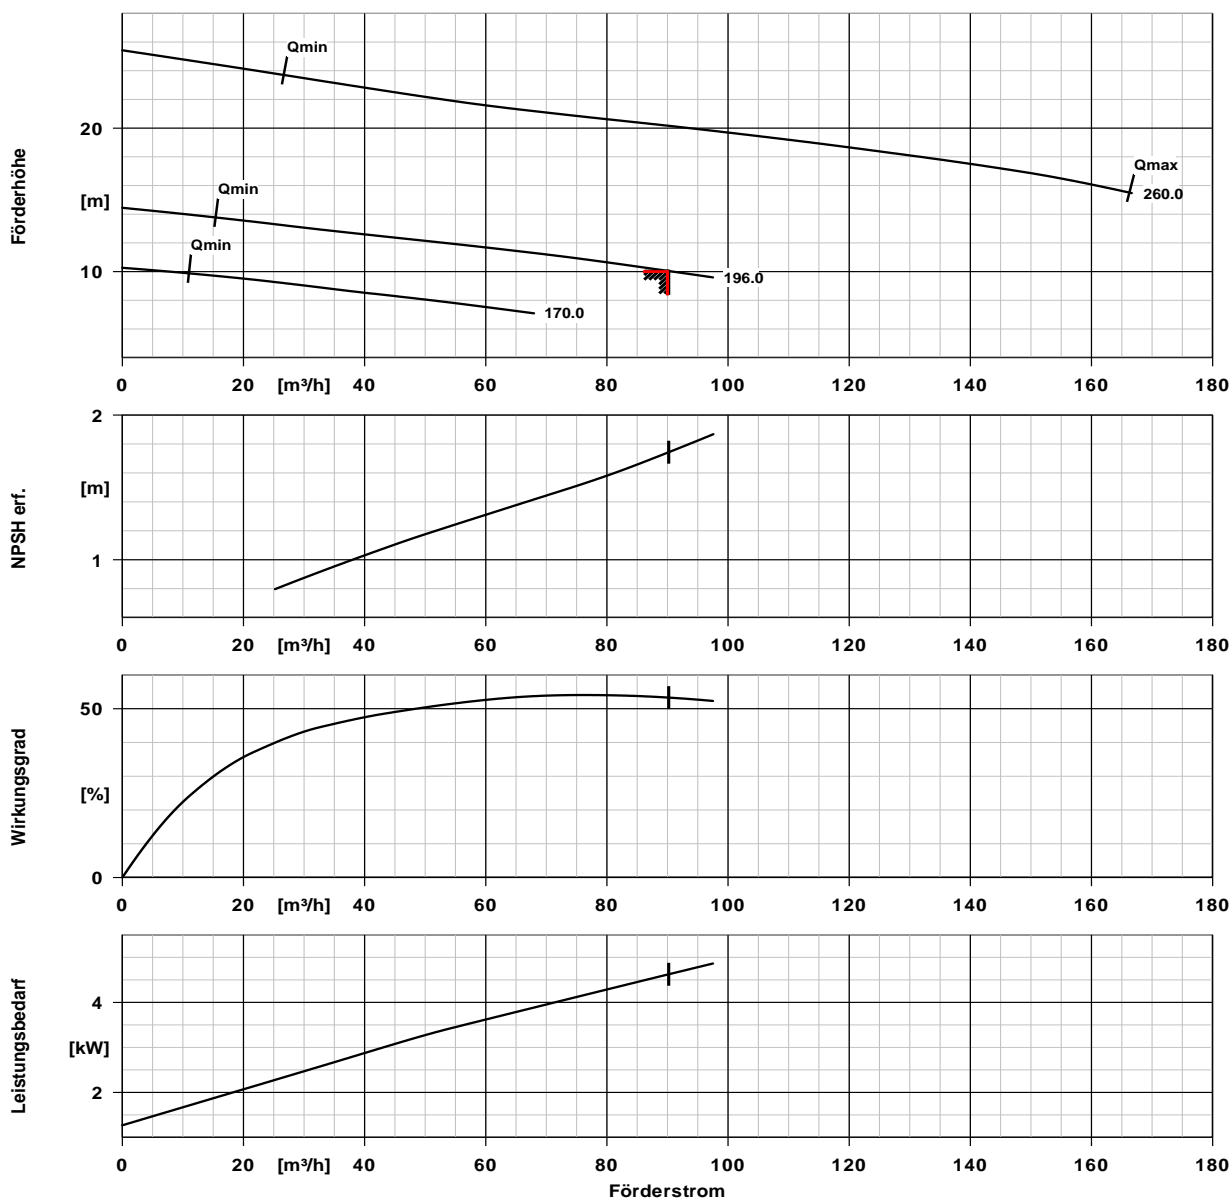 Qmin
20
Förderhöhe
[m]
Qmin
Qmax
260.0
Qmin
10
196.0
170.0
0 20 [m³/h] 40 60 80 100 120 140 160 180
2
NPSH erf.
[m]
1
0 20 [m³/h] 40 60 80 100 120 140 160 180
50
Wirkungsgrad
[%]
0
0 20 [m³/h] 40 60 80 100 120 140 160 180
4
Leistungsbedarf
[kW]
2
0 20 [m³/h] 40 60 80 100 120 140 160 180
Förderstrom